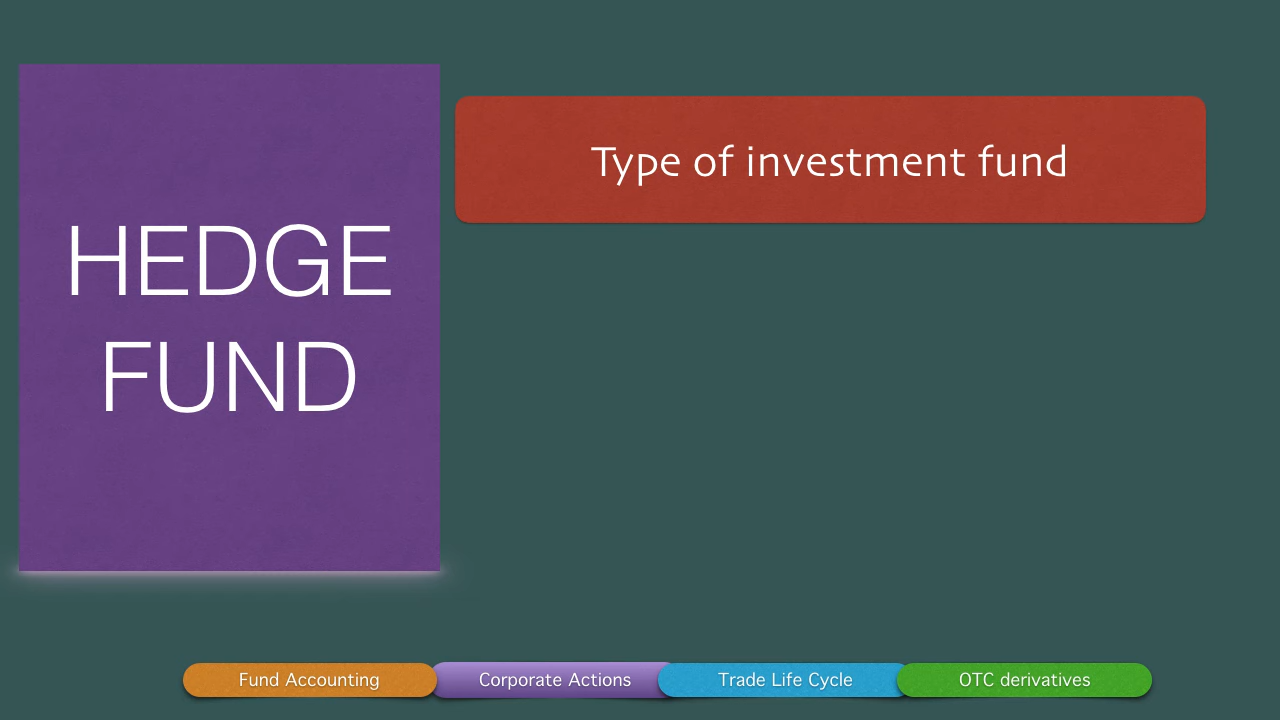 HEDGE
FUND
Type of investment fund
Fund Accounting
Corporate Actions
Trade Life Cycle
OTC derivatives